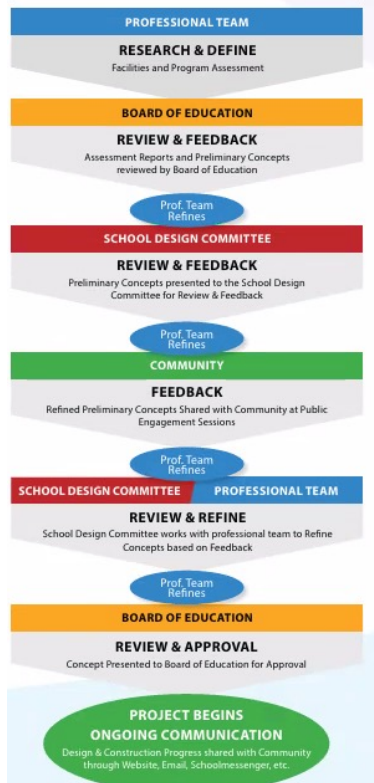 PROFESSIONAL TEAM
RESEARCH & DEFINE
Facilities and Program Assessment
BOARD OF EDUCATION
REVIEW & FEEDBACK
Assessment Reports and Preliminary Concepts
reviewed by Board of Education
Prof. Team
Refines
SCHOOL DESIGN COMMITTEE
REVIEW & FEEDBACK
Preliminary Concepts presented to the School Design
Committee for Review & Feedback
Prof. Team
Refines
COMMUNITY
FEEDBACK
Refined Preliminary Concepts Shared with Community at Public
Engagement Sessions
Prof. Team
Refines
SCHOOL DESIGN COMMITTEE PROFESSIONAL TEAM
REVIEW & REFINE
School Design Committee works with professional team to Refine
Concepts based on Feedback
Prof. Team
Refines
BOARD OF EDUCATION
REVIEW & APPROVAL
Concept Presented to Board of Education for Approval
PROJECT BEGINS
ONGOING COMMUNICATION
Design & Construction Progress shared with Community
through Website, Email, Schoolmessenger, etc.